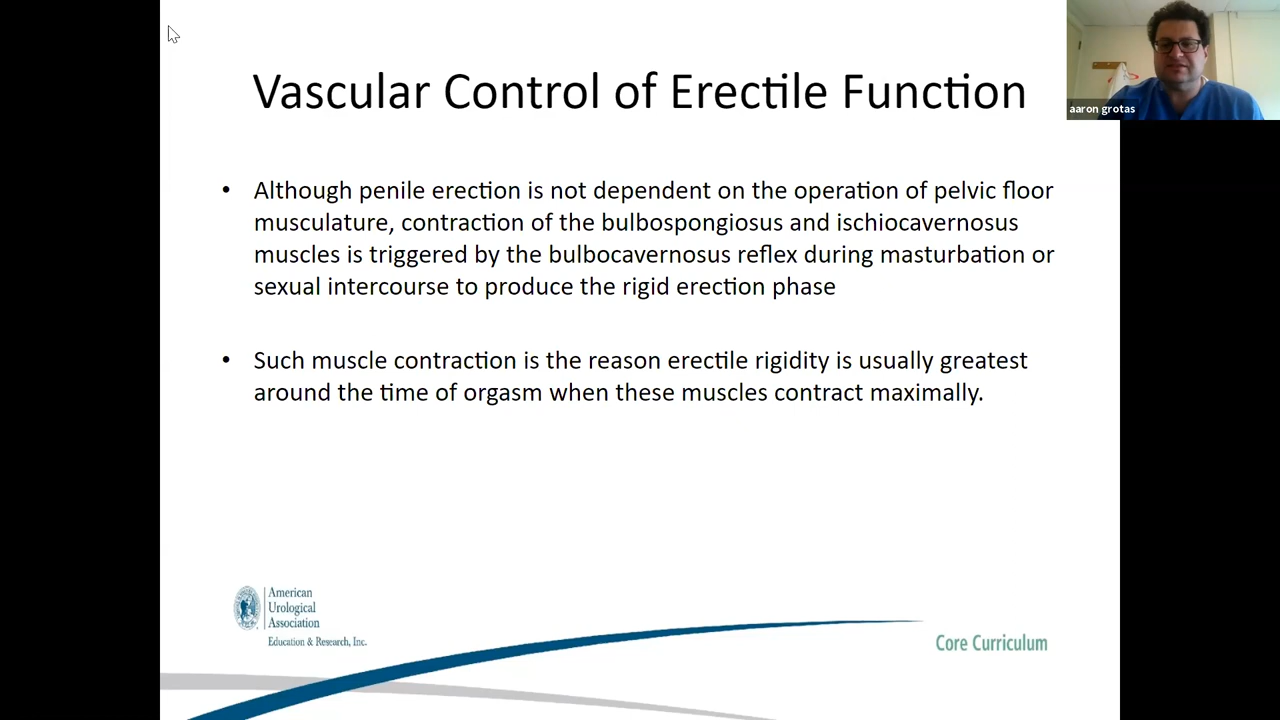 Vascular Control of Erectile Function
aaron grotas
• Although penile erection is not dependent on the operation of pelvic floor
musculature, contraction of the bulbospongiosus and ischiocavernosus
muscles is triggered by the bulbocavernosus reflex during masturbation or
sexual intercourse to produce the rigid erection phase
• Such muscle contraction is the reason erectile rigidity is usually greatest
around the time of orgasm when these muscles contract maximally.
American
Urological
Association
Education & Research, Inc.
Core Curriculum